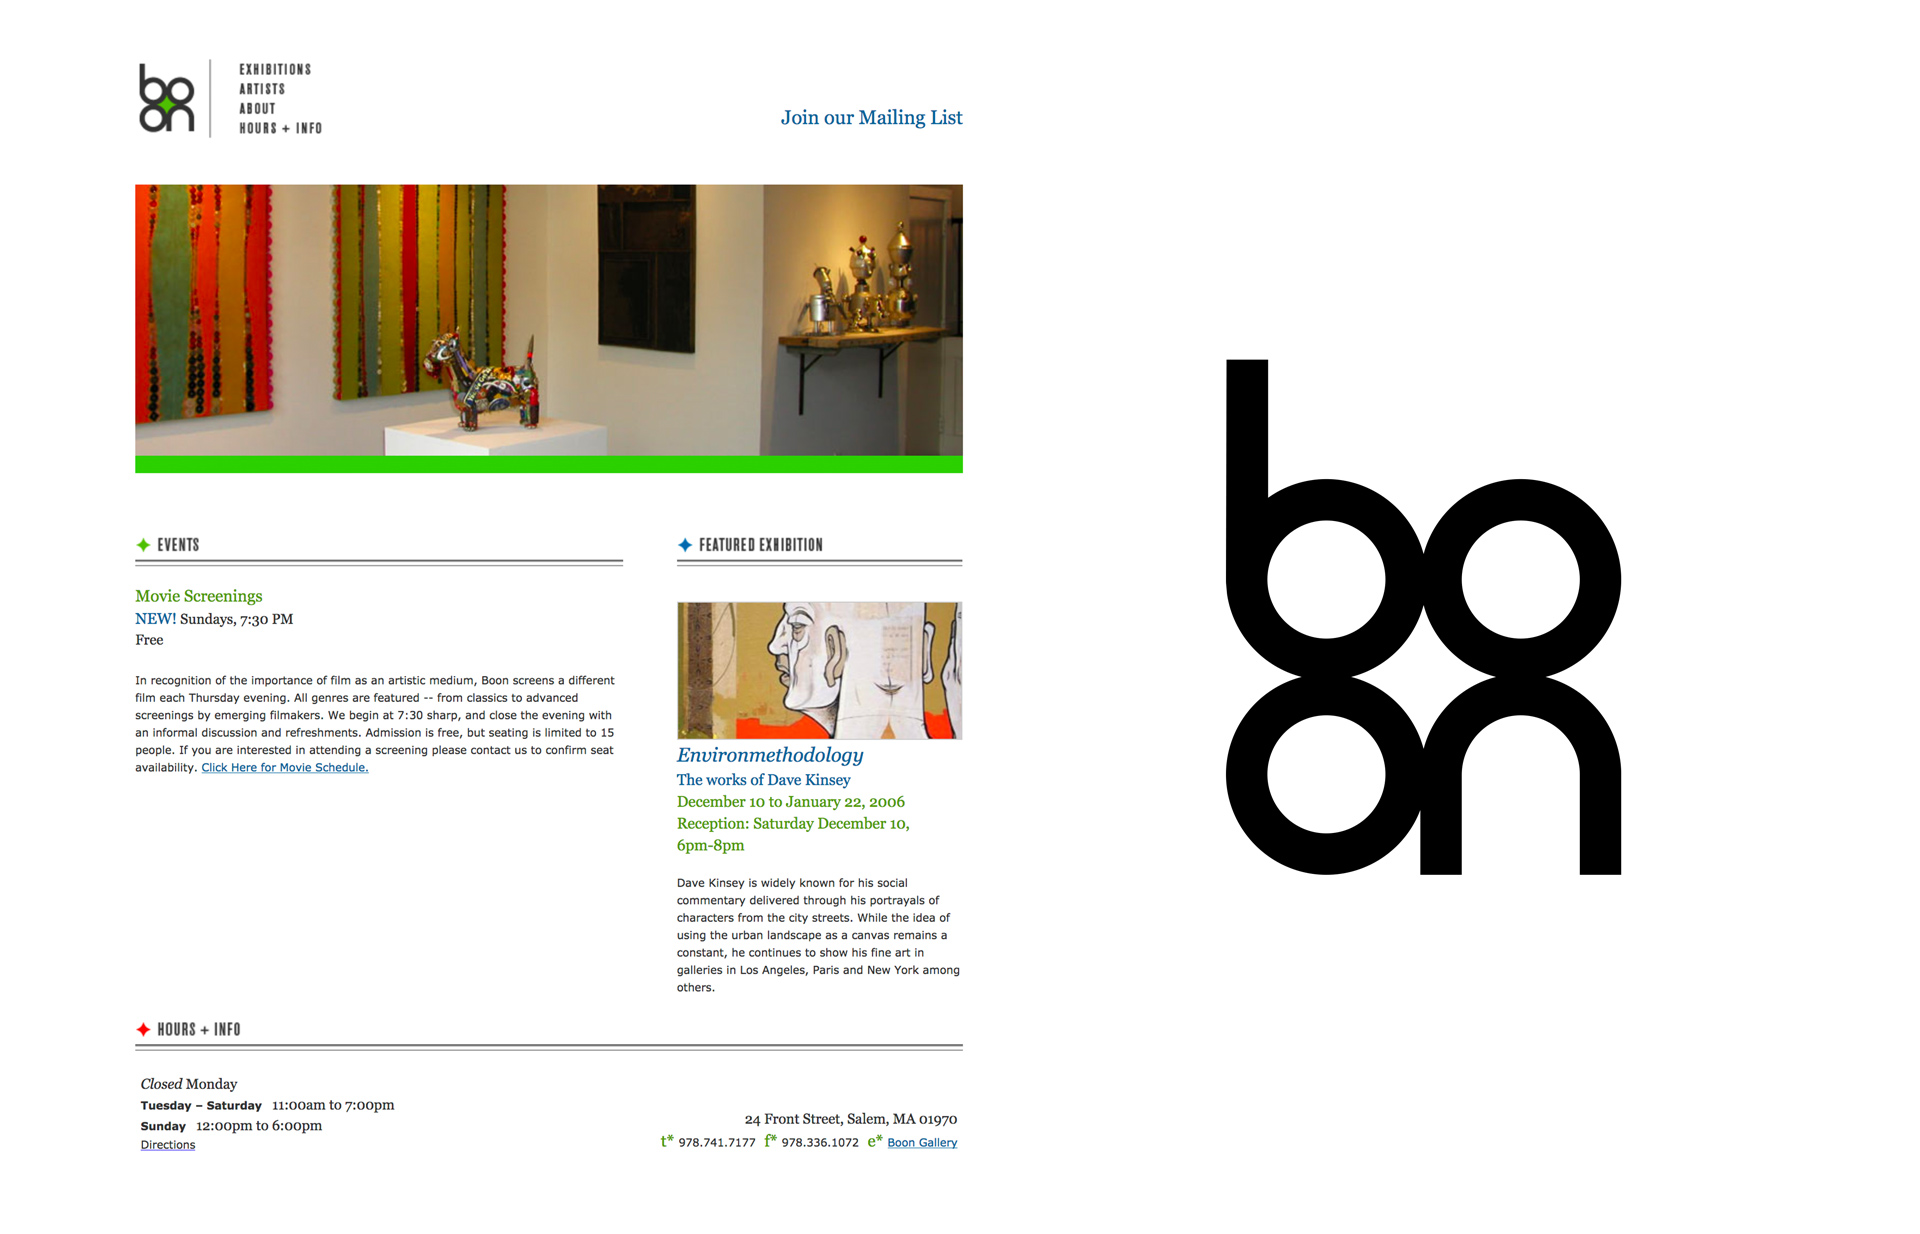 bo
on
EXHIBITIONS
ARTISTS
ABOUT
HOURS + INFO
Join our Mailing List
EVENTS
Movie Screenings
NEW! Sundays, 7:30 PM
Free
In recognition of the importance of film as an artistic medium, Boon screens a different
film each Thursday evening. All genres are featured -- from classics to advanced
screenings by emerging filmakers. We begin at 7:30 sharp, and close the evening with
an informal discussion and refreshments. Admission is free, but seating is limited to 15
people. If you are interested in attending a screening please contact us to confirm seat
availability. Click Here for Movie Schedule.
FEATURED EXHIBITION
Environmethodology
The works of Dave Kinsey
December 10 to January 22, 2006
Reception: Saturday December 10,
6pm-8pm
Dave Kinsey is widely known for his social
commentary delivered through his portrayals of
characters from the city streets. While the idea of
using the urban landscape as a canvas remains a
constant, he continues to show his fine art in
galleries in Los Angeles, Paris and New York among
others.
HOURS + INFO
Closed Monday
Tuesday – Saturday 11:00am to 7:00pm
Sunday 12:00pm to 6:00pm
Directions
24 Front Street, Salem, MA 01970
t* 978.741.7177 f* 978.336.1072 e* Boon Gallery
bo
on